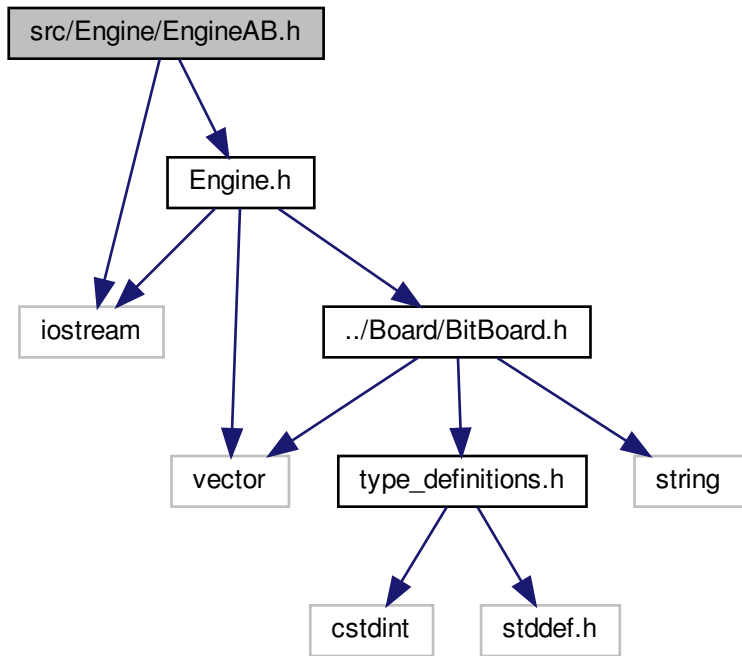 src/Engine/EngineAB.h
Engine.h
iostream
../Board/BitBoard.h
vector
type_definitions.h
string
cstdint
stddef.h